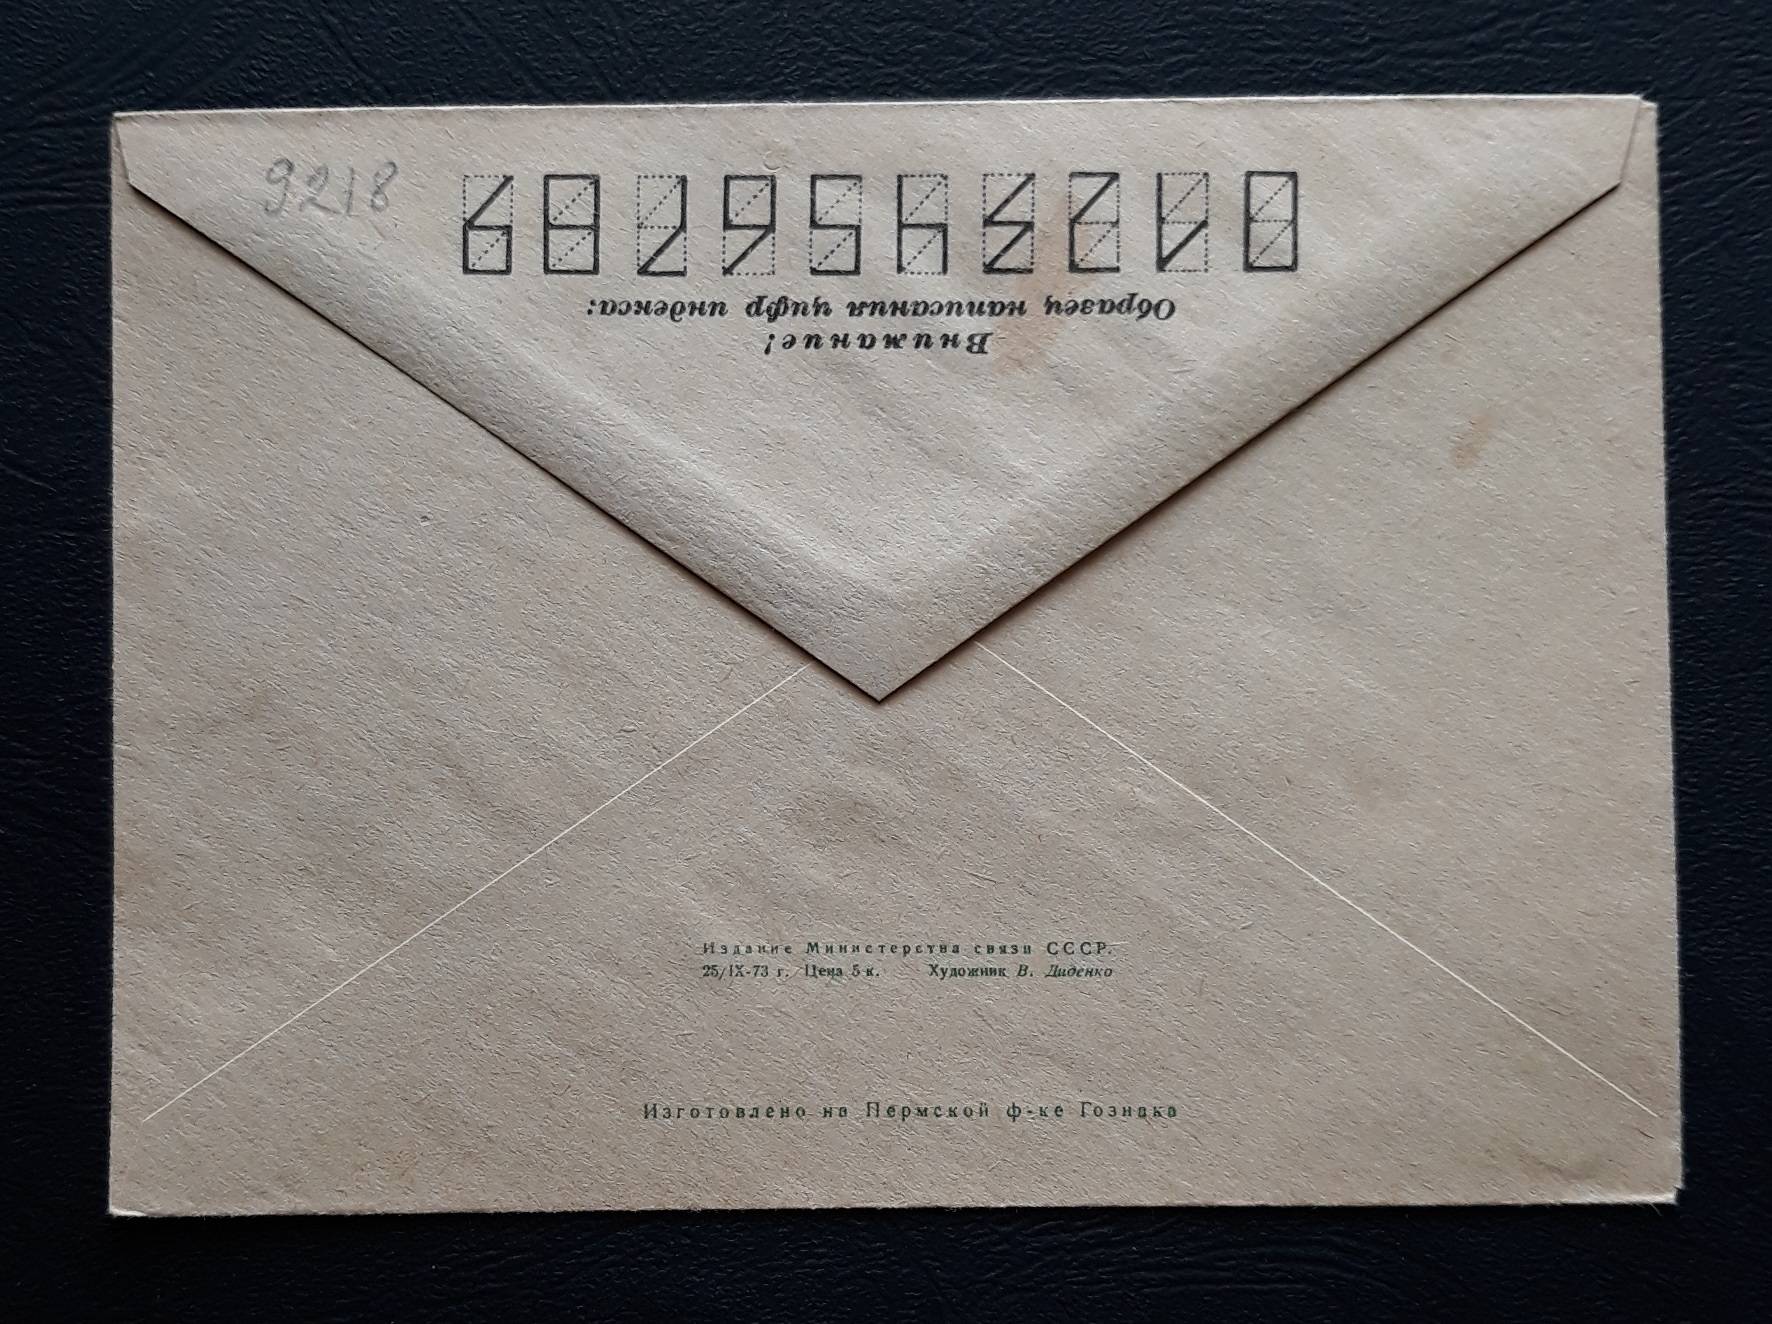 9218
Внимание!
Образец написания цифр индекса:
0123456789
Издание Министерства связи СССР.
25/IX-73 г. Цена 5 к. Художник В. Диденко
Изготовлено на Пермской ф-ке Гознака